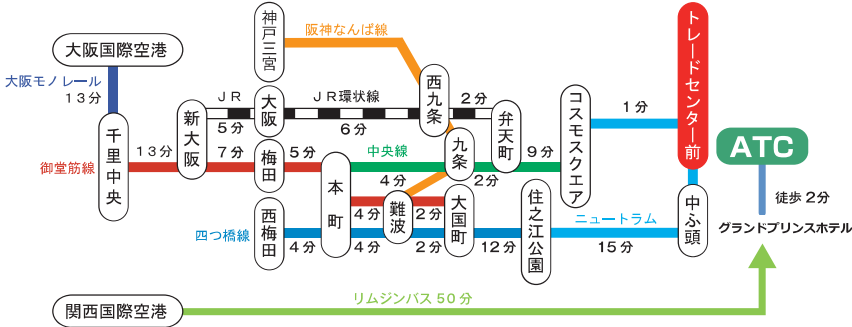 神戸三宮
阪神なんば線
大阪国際空港
大阪モノレール
13分
千里中央
新大阪
JR
5分
大阪
JR環状線
6分
西九条
2分
弁天町
コスモスクエア
1分
トレードセンター前
ATC
御堂筋線
13分
7分
梅田
5分
本町
中央線
4分
九条
2分
9分
4分
難波
2分
大国町
住之江公園
ニュートラム
15分
中ふ頭
徒歩2分
グランドプリンスホテル
四つ橋線
西梅田
4分
4分
2分
12分
関西国際空港
リムジンバス50分